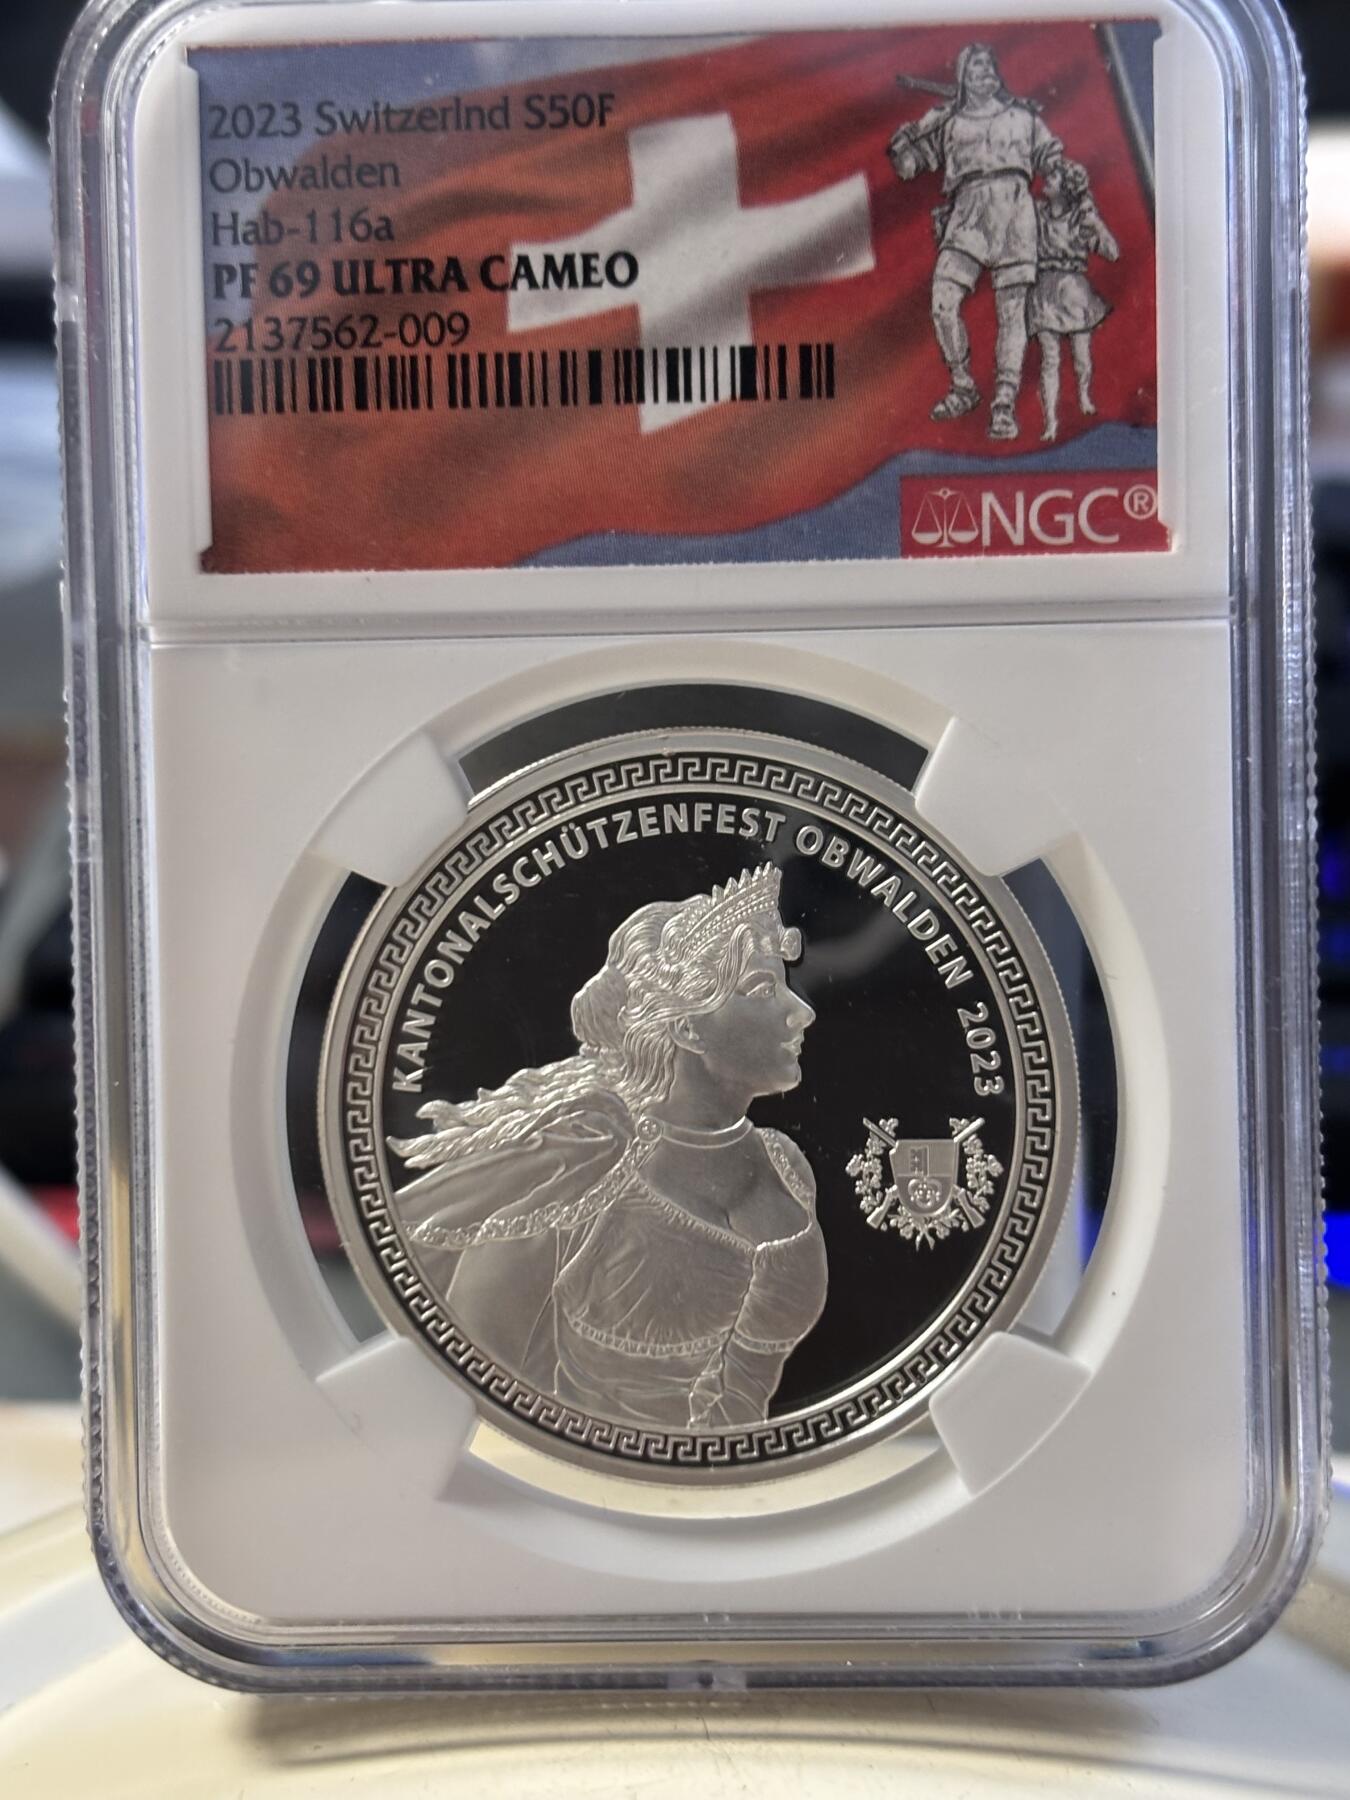 2023 Switzerlnd S50F
Obwalden
Hab-116a
PF 69 ULTRA CAMEO
2137562-009
NGC®
KANTONALSCHÜTZENFEST OBWALDEN 2023